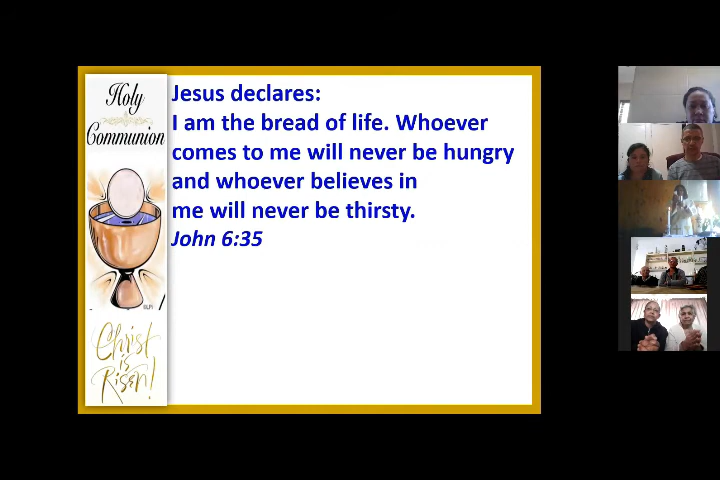 Holy
Communion
Christ
is
Risen!
Jesus declares:
I am the bread of life. Whoever
comes to me will never be hungry
and whoever believes in
me will never be thirsty.
John 6:35